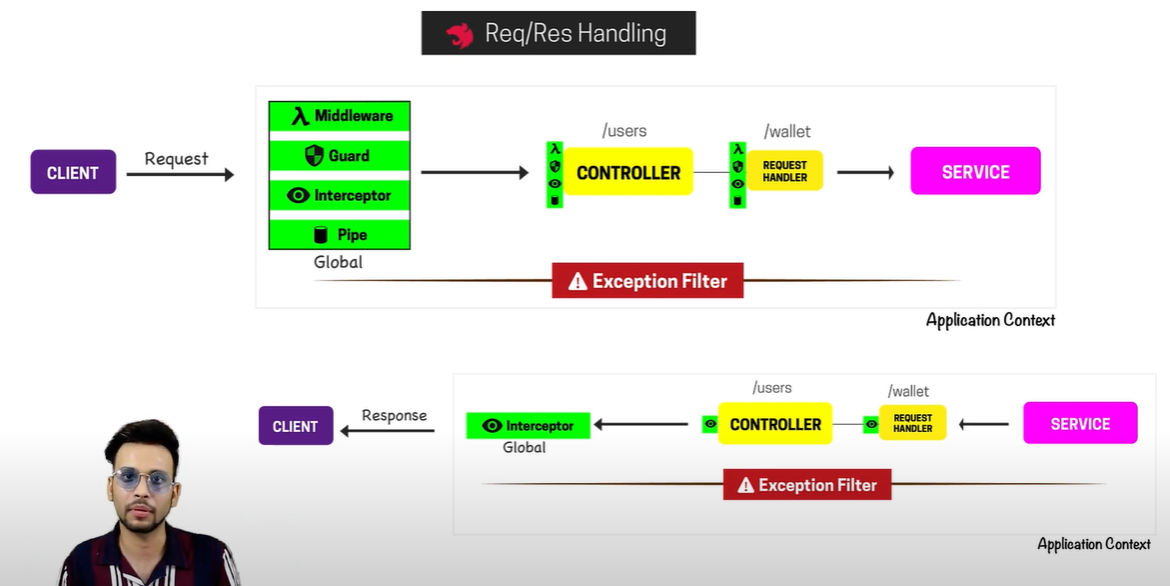 Req/Res Handling
Middleware
Guard
Interceptor
Pipe
Global
CLIENT
Request
/users
CONTROLLER
/wallet
REQUEST
HANDLER
SERVICE
Exception Filter
Application Context
CLIENT
Response
Interceptor
Global
/users
CONTROLLER
/wallet
REQUEST
HANDLER
SERVICE
Exception Filter
Application Context